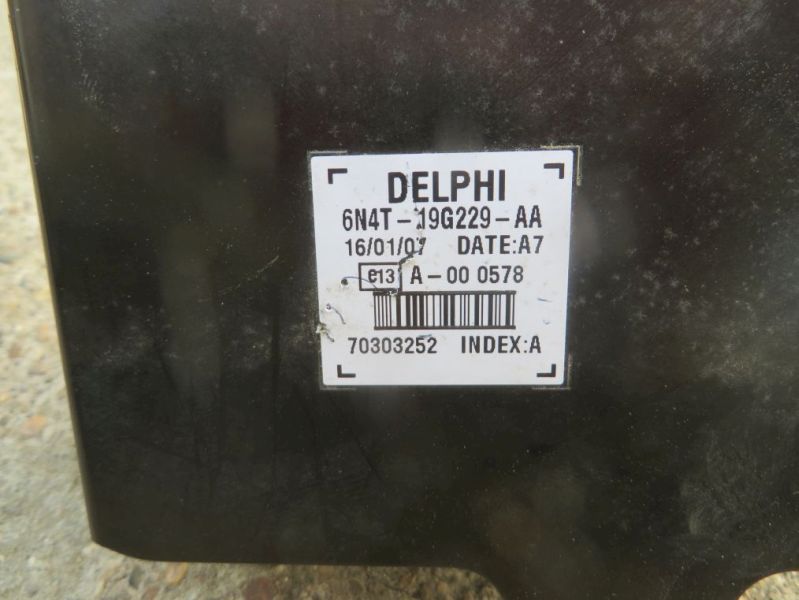 DELPHI
6N4T-19G229-AA
16/01/07 DATE:A7
e13 A-00 0578
70303252 INDEX:A